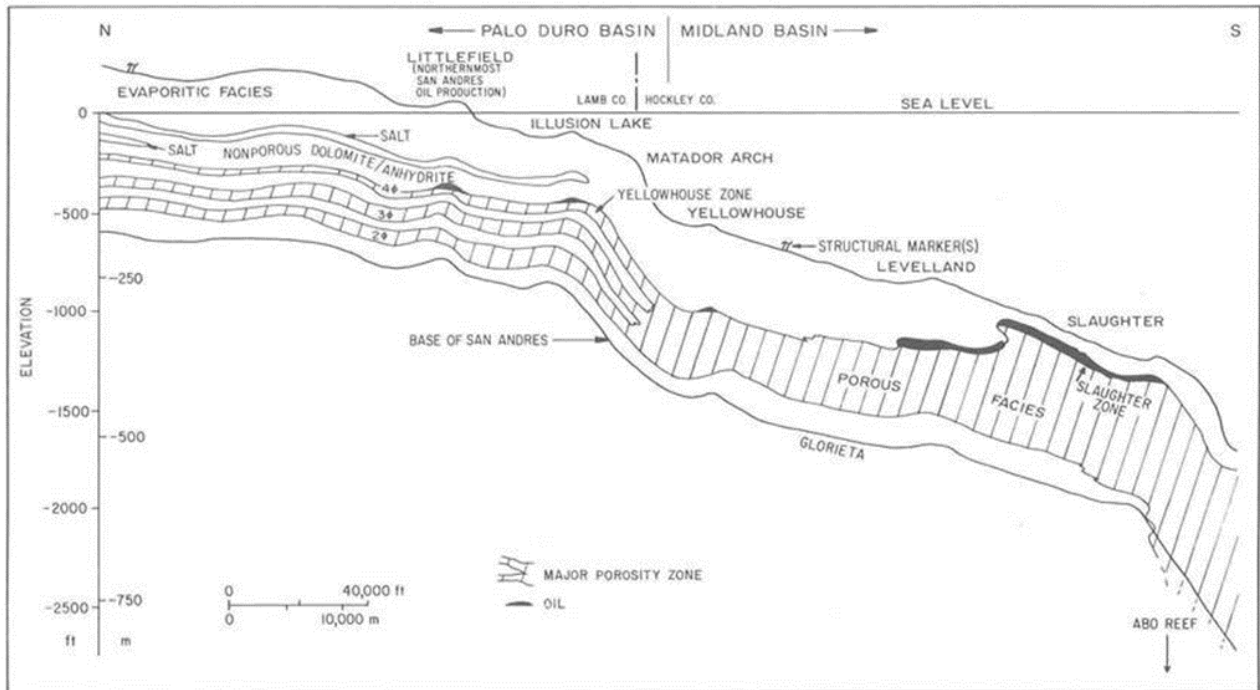 N
PALO DURO BASIN
MIDLAND BASIN
S
LITTLEFIELD
(NORTHERNMOST
SAN ANDRES
OIL PRODUCTION)
π
EVAPORITIC FACIES
LAMB CO.
HOCKLEY CO.
SEA LEVEL
0
ILLUSION LAKE
SALT
SALT
NONPOROUS DOLOMITE/ANHYDRITE
MATADOR ARCH
4Φ
YELLOWHOUSE ZONE
-500
3Φ
YELLOWHOUSE
2Φ
π
STRUCTURAL MARKER(S)
LEVELLAND
-250
ELEVATION
-1000
SLAUGHTER
BASE OF SAN ANDRES
POROUS
FACIES
SLAUGHTER
ZONE
-1500
-500
GLORIETA
-2000
MAJOR POROSITY ZONE
0
40,000 ft
OIL
0
10,000 m
-2500
-750
ABO REEF
ft
m